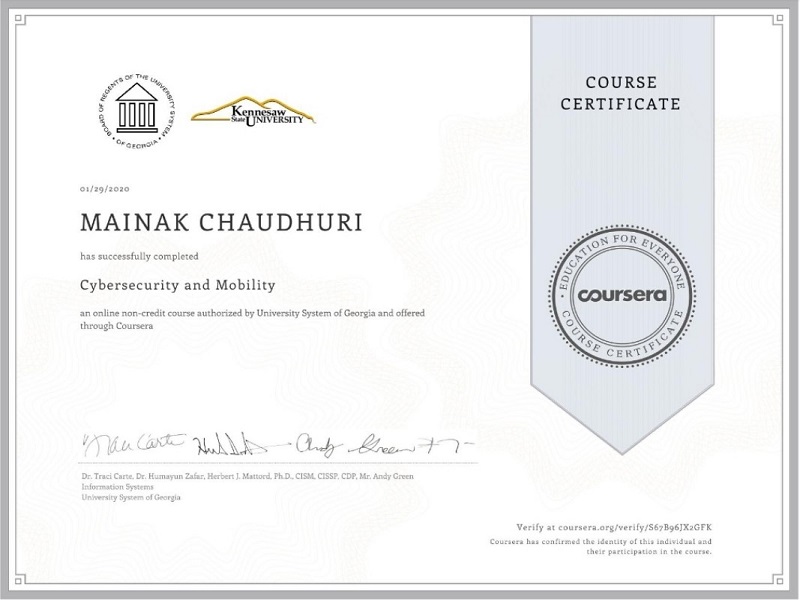 COURSE
CERTIFICATE
BOARD OF REGENTS OF THE UNIVERSITY SYSTEM
• OF GEORGIA •
Kennesaw
State UNIVERSITY
01/29/2020
MAINAK CHAUDHURI
has successfully completed
Cybersecurity and Mobility
an online non-credit course authorized by University System of Georgia and offered
through Coursera
EDUCATION FOR EVERYONE
coursera
COURSE CERTIFICATE
Traci Carte
Andy Green
Dr. Traci Carte, Dr. Humayun Zafar, Herbert J. Mattord, Ph.D., CISM, CISSP, CDP, Mr. Andy Green
Information Systems
University System of Georgia
Verify at coursera.org/verify/S67B96JX2GFK
Coursera has confirmed the identity of this individual and
their participation in the course.